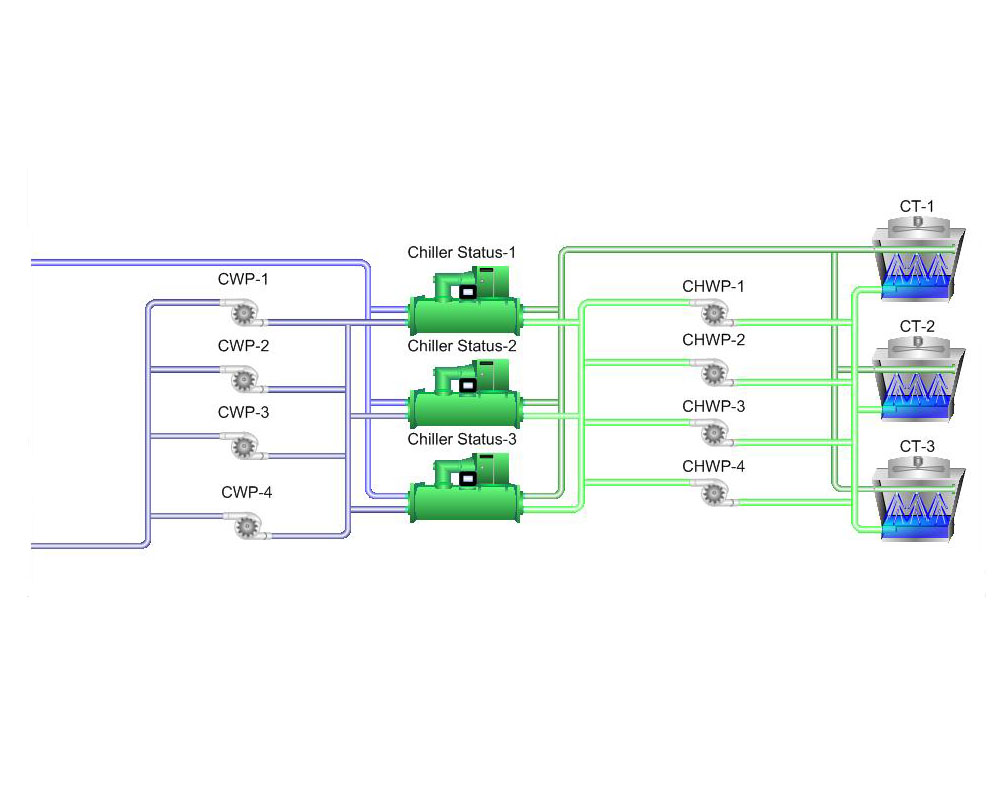 CT-1
Chiller Status-1
CWP-1
CHWP-1
CT-2
CHWP-2
CWP-2
Chiller Status-2
CHWP-3
CWP-3
Chiller Status-3
CT-3
CHWP-4
CWP-4